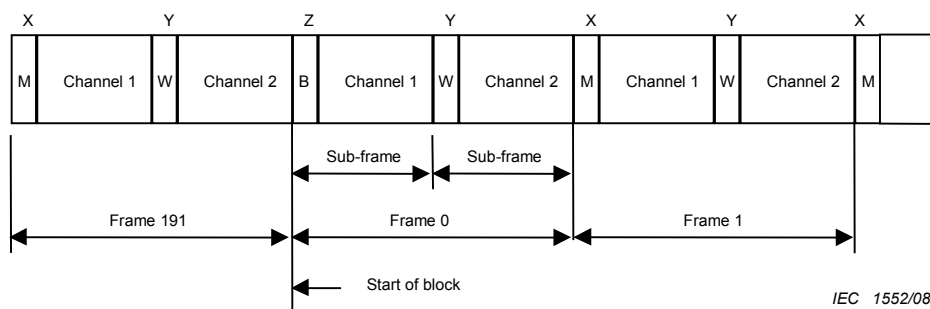 X Y Z Y X Y X
M Channel 1 W Channel 2 B Channel 1 W Channel 2 M Channel 1 W Channel 2 M
Sub-frame Sub-frame
Frame 191 Frame 0 Frame 1
Start of block
IEC 1552/08